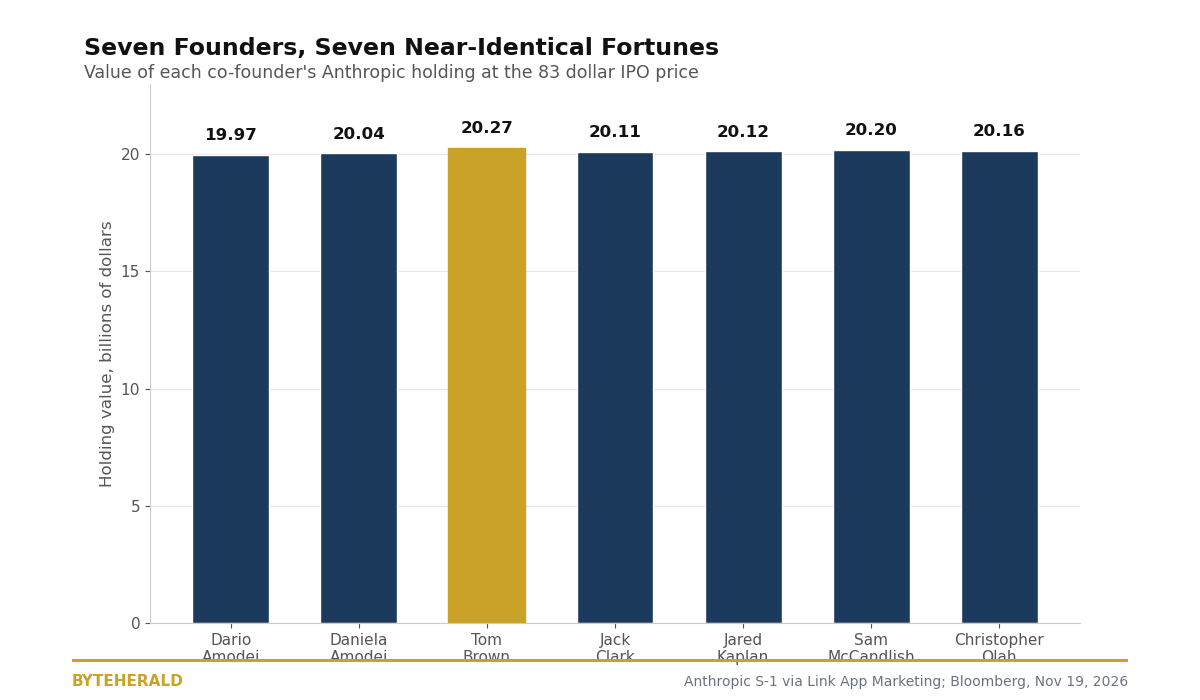 Seven Founders, Seven Near-Identical Fortunes
Value of each co-founder's Anthropic holding at the 83 dollar IPO price
Holding value, billions of dollars
20
15
10
5
0
19.97
20.04
20.27
20.11
20.12
20.20
20.16
Dario
Amodei
Daniela
Amodei
Tom
Brown
Jack
Clark
Jared
Kaplan
Sam
McCandlish
Christopher
Olah
BYTEHERALD
Anthropic S-1 via Link App Marketing; Bloomberg, Nov 19, 2026